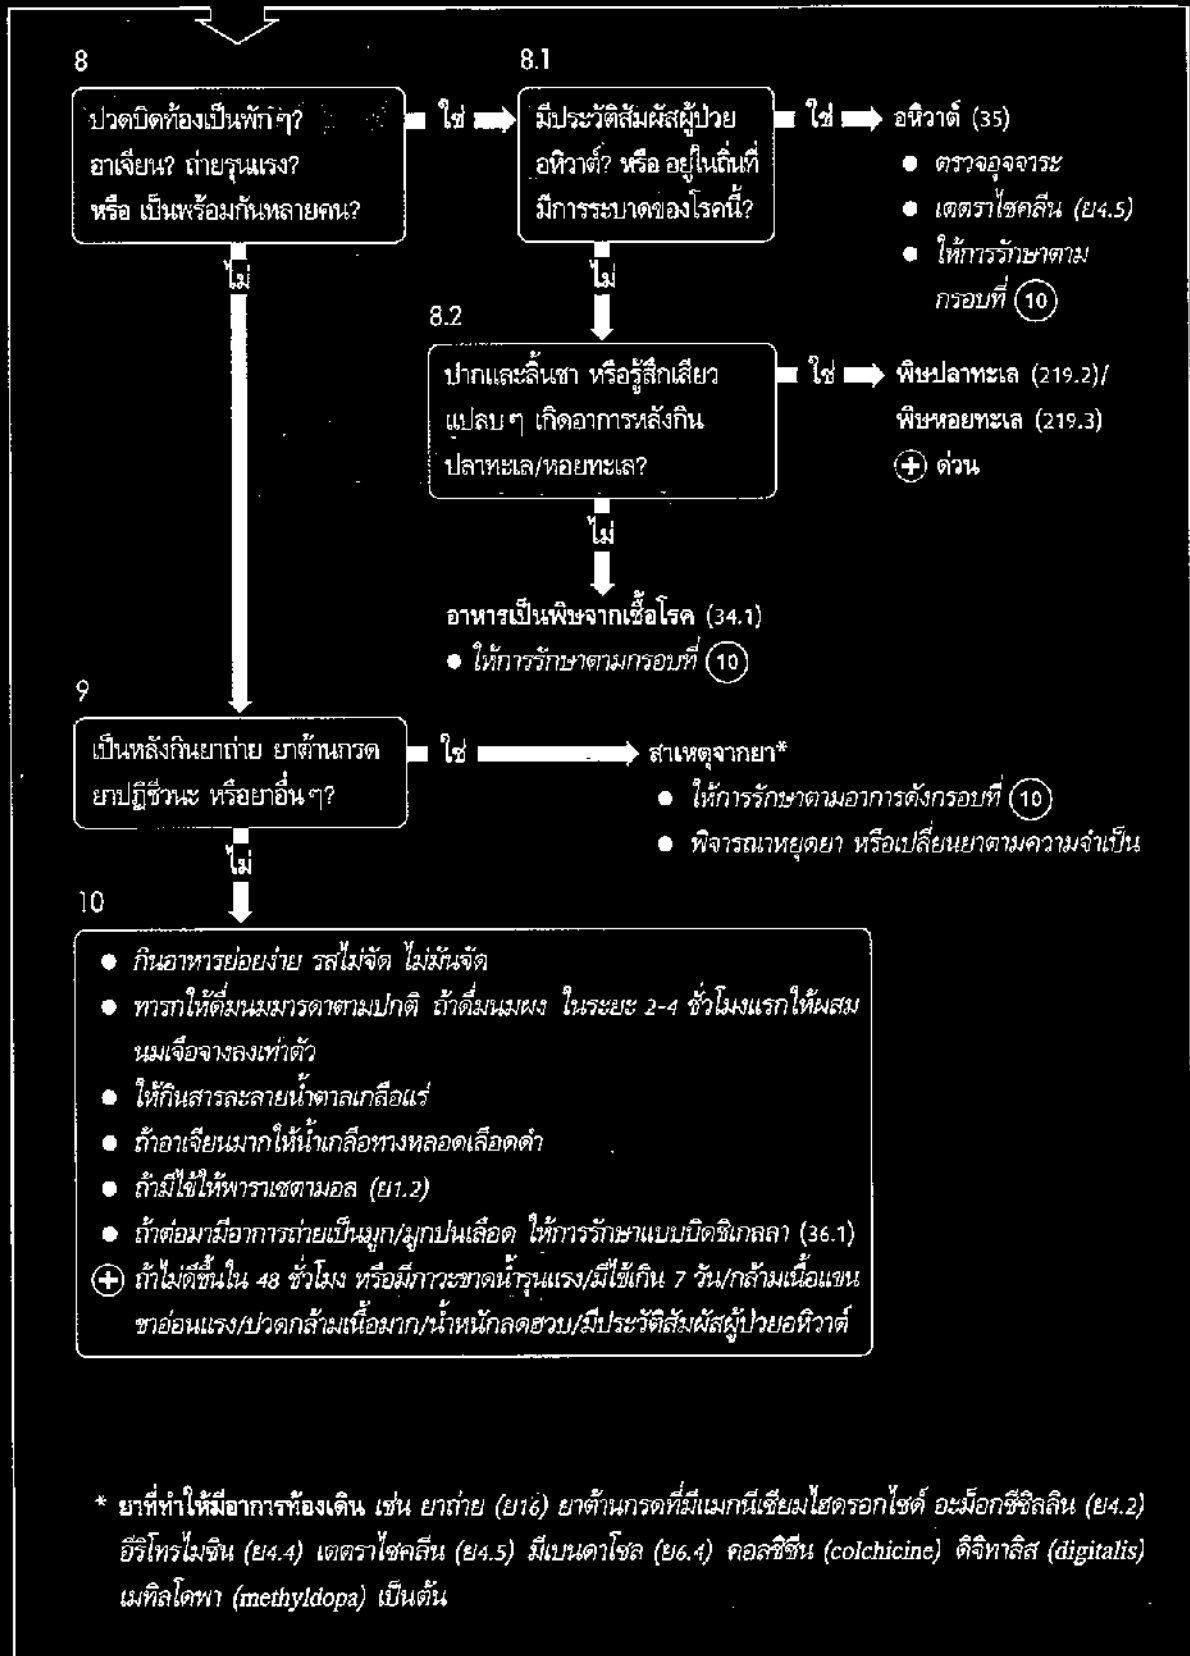 8
ปวดบิดท้องเป็นพักๆ?
อาเจียน? ถ่ายรุนแรง?
หรือ เป็นพร้อมกันหลายคน?
ใช่
8.1
มีประวัติสัมผัสผู้ป่วย
อหิวาต์? หรือ อยู่ในถิ่นที่
มีการระบาดของโรคนี้?
ใช่
อหิวาต์ (35)
● ตรวจอุจจาระ
● เตตราไซคลีน (ย4.5)
● ให้การรักษาตาม
กรอบที่ 10
ไม่
ไม่
8.2
ปากและลิ้นชา หรือรู้สึกเสียว
แปลบๆ เกิดอาการหลังกิน
ปลาทะเล/หอยทะเล?
ใช่
พิษปลาทะเล (219.2)/
พิษหอยทะเล (219.3)
⊕ ด่วน
ไม่
อาหารเป็นพิษจากเชื้อโรค (34.1)
● ให้การรักษาตามกรอบที่ 10
9
เป็นหลังกินยาถ่าย ยาต้านกรด
ยาปฏิชีวนะ หรือยาอื่นๆ?
ใช่
สาเหตุจากยา*
● ให้การรักษาตามอาการดังกรอบที่ 10
● พิจารณาหยุดยา หรือเปลี่ยนยาตามความจำเป็น
ไม่
10
● กินอาหารย่อยง่าย รสไม่จัด ไม่มันจัด
● ทารกให้ดื่มนมมารดาตามปกติ ถ้าดื่มนมผง ในระยะ 2-4 ชั่วโมงแรกให้ผสม
นมเจือจางลงเท่าตัว
● ให้กินสารละลายน้ำตาลเกลือแร่
● ถ้าอาเจียนมากให้น้ำเกลือทางหลอดเลือดดำ
● ถ้ามีไข้ให้พาราเซตามอล (ย1.2)
● ถ้าต่อมามีอาการถ่ายเป็นมูก/มูกปนเลือด ให้การรักษาแบบบิดชิเกลลา (36.1)
⊕ ถ้าไม่ดีขึ้นใน 48 ชั่วโมง หรือมีภาวะขาดน้ำรุนแรง/มีไข้เกิน 7 วัน/กล้ามเนื้อแขน
ขาอ่อนแรง/ปวดกล้ามเนื้อมาก/น้ำหนักลดฮวบ/มีประวัติสัมผัสผู้ป่วยอหิวาต์
* ยาที่ทำให้มีอาการท้องเดิน เช่น ยาถ่าย (ย16) ยาต้านกรดที่มีแมกนีเซียมไฮดรอกไซด์ อะม็อกซีซิลลิน (ย4.2)
อีริโทรไมซิน (ย4.4) เตตราไซคลีน (ย4.5) มีเบนดาโซล (ย6.4) คอลชิซีน (colchicine) ดิจิทาลิส (digitalis)
เมทิลโดพา (methyldopa) เป็นต้น